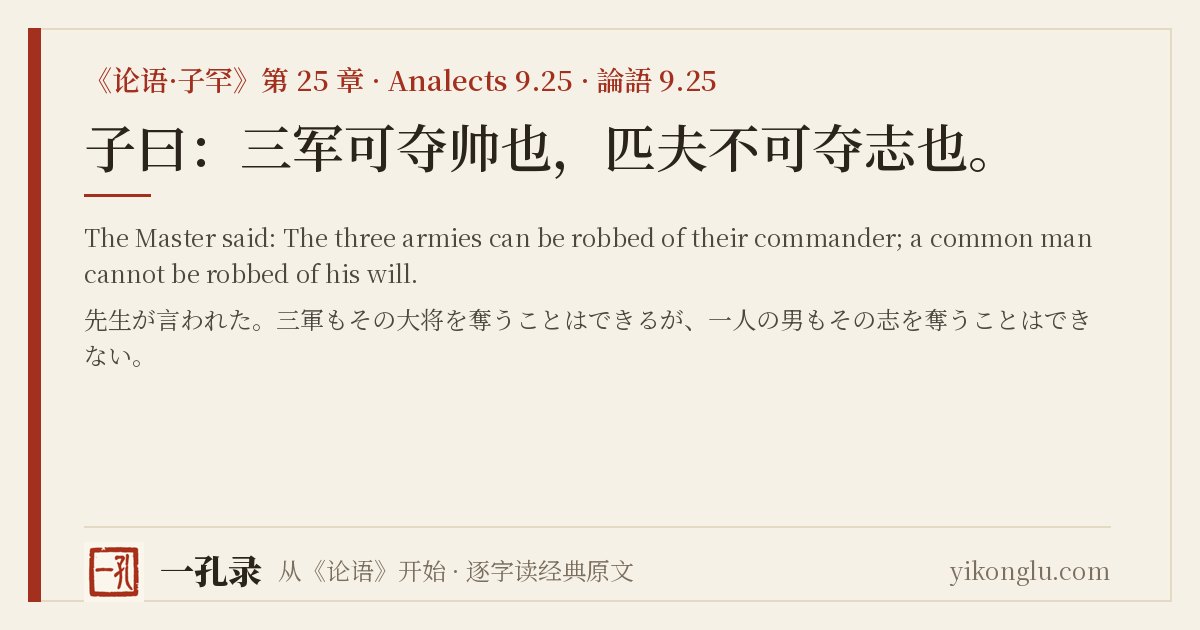 《论语·子罕》第 25 章 · Analects 9.25 · 論語 9.25
子曰：三军可夺帅也，匹夫不可夺志也。
The Master said: The three armies can be robbed of their commander; a common man
cannot be robbed of his will.
先生が言われた。三軍もその大将を奪うことはできるが、一人の男もその志を奪うことはでき
ない。
一孔
一孔录 从《论语》开始 · 逐字读经典原文 yikonglu.com